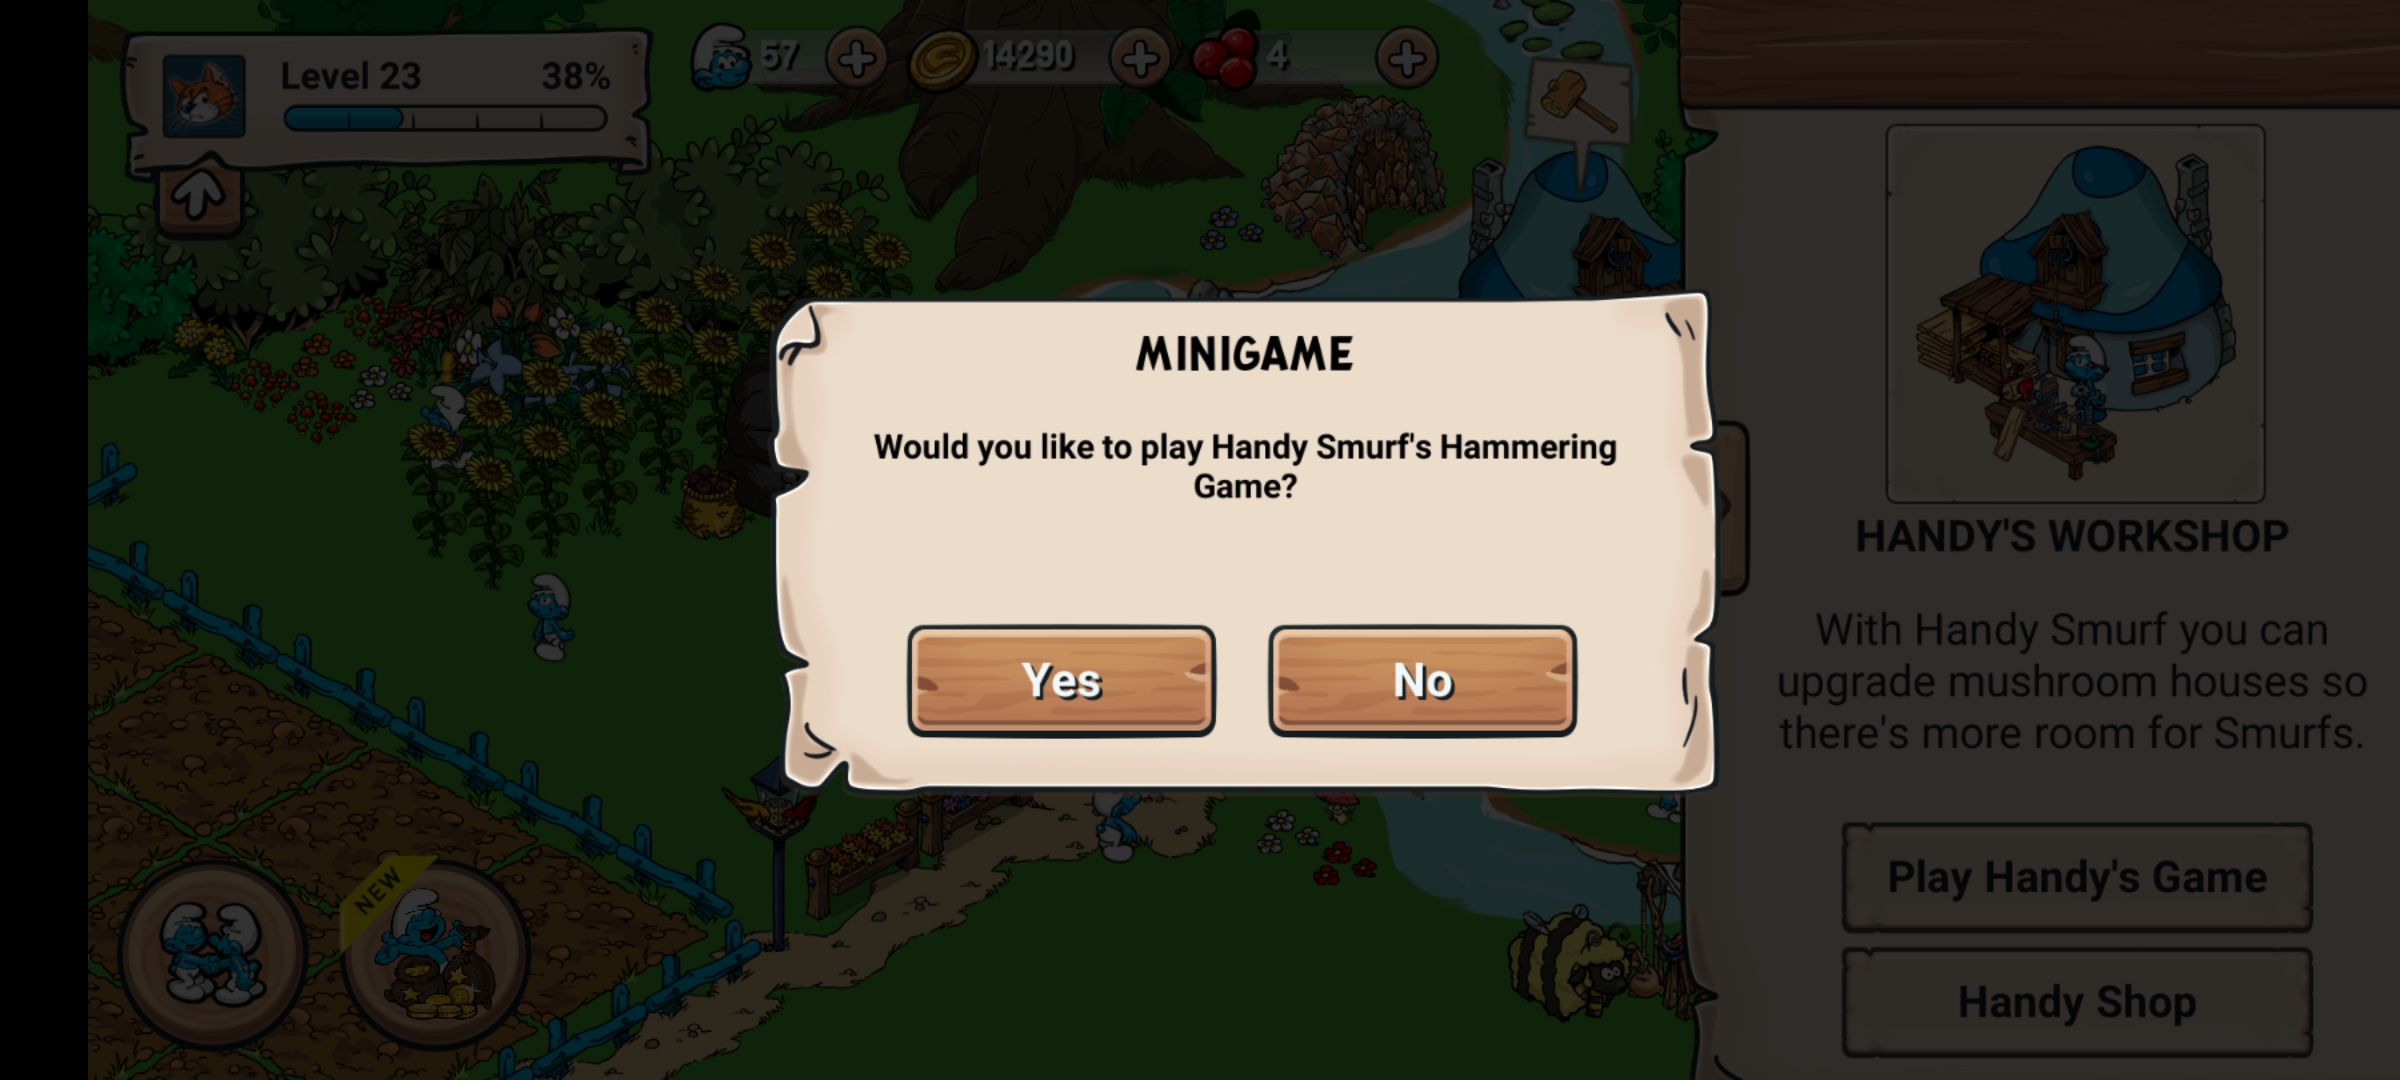 Level 23 38%
57
14290
4
MINIGAME
Would you like to play Handy Smurf's Hammering
Game?
Yes
No
HANDY'S WORKSHOP
With Handy Smurf you can
upgrade mushroom houses so
there's more room for Smurfs.
Play Handy's Game
Handy Shop
NEW